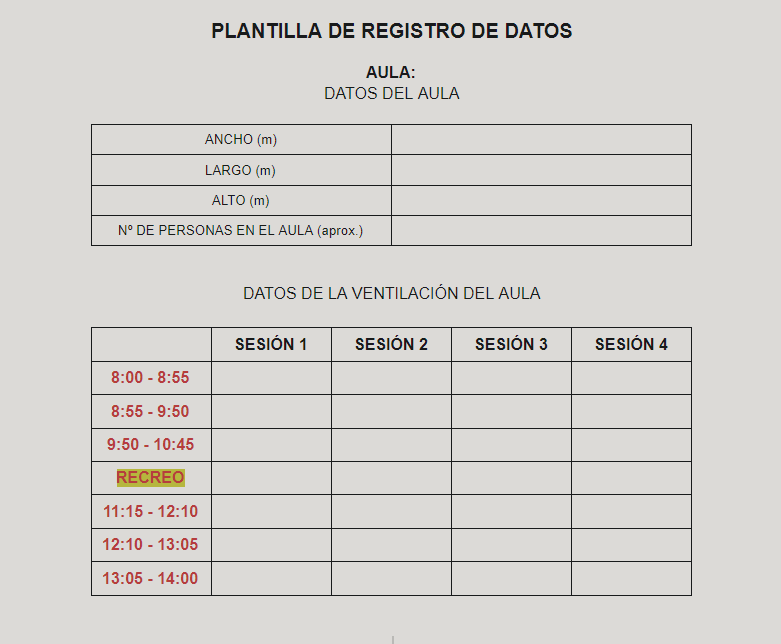 PLANTILLA DE REGISTRO DE DATOS
AULA:
DATOS DEL AULA
ANCHO (m)
LARGO (m)
ALTO (m)
Nº DE PERSONAS EN EL AULA (aprox.)
DATOS DE LA VENTILACIÓN DEL AULA
SESIÓN 1 SESIÓN 2 SESIÓN 3 SESIÓN 4
8:00 - 8:55
8:55 - 9:50
9:50 - 10:45
RECREO
11:15 - 12:10
12:10 - 13:05
13:05 - 14:00